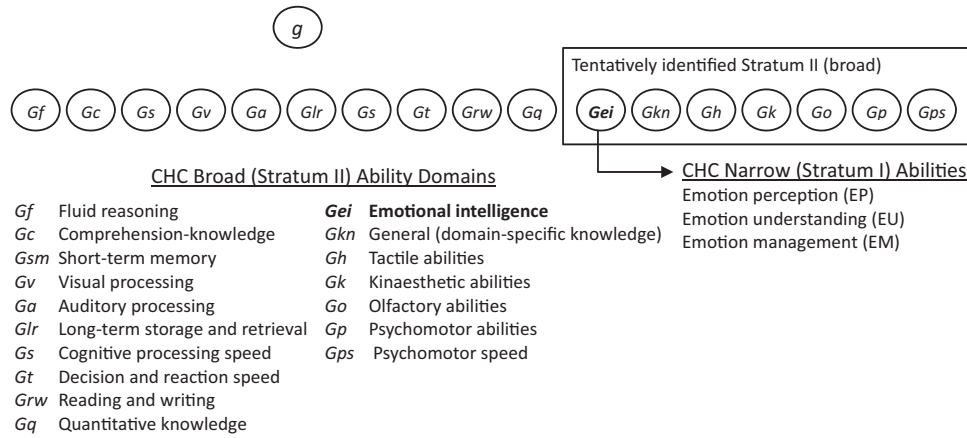 g
Tentatively identified Stratum II (broad)
Gf Gc Gs Gv Ga Glr Gs Gt Grw Gq Gei Gkn Gh Gk Go Gp Gps
CHC Broad (Stratum II) Ability Domains
Gf Fluid reasoning
Gc Comprehension-knowledge
Gsm Short-term memory
Gv Visual processing
Ga Auditory processing
Glr Long-term storage and retrieval
Gs Cognitive processing speed
Gt Decision and reaction speed
Grw Reading and writing
Gq Quantitative knowledge
Gei Emotional intelligence
Gkn General (domain-specific knowledge)
Gh Tactile abilities
Gk Kinaesthetic abilities
Go Olfactory abilities
Gp Psychomotor abilities
Gps Psychomotor speed
CHC Narrow (Stratum I) Abilities
Emotion perception (EP)
Emotion understanding (EU)
Emotion management (EM)